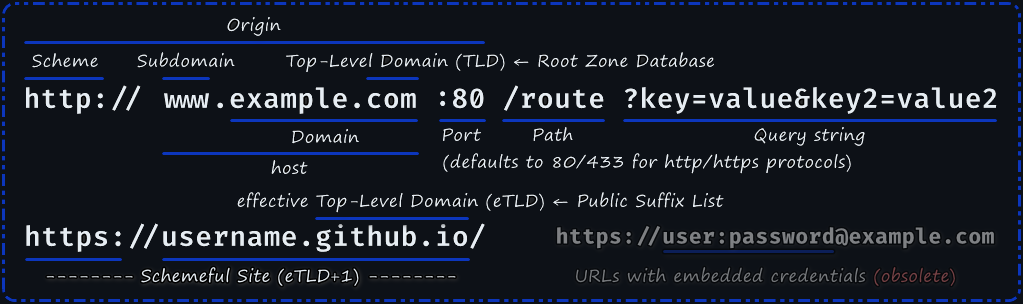 Origin
Scheme Subdomain Top-Level Domain (TLD) ← Root Zone Database
http:// www.example.com :80 /route ?key=value&key2=value2
Domain Port Path Query string
host (defaults to 80/433 for http/https protocols)
effective Top-Level Domain (eTLD) ← Public Suffix List
https://username.github.io/ https://user:password@example.com
-------- Schemeful Site (eTLD+1) -------- URLs with embedded credentials (obsolete)